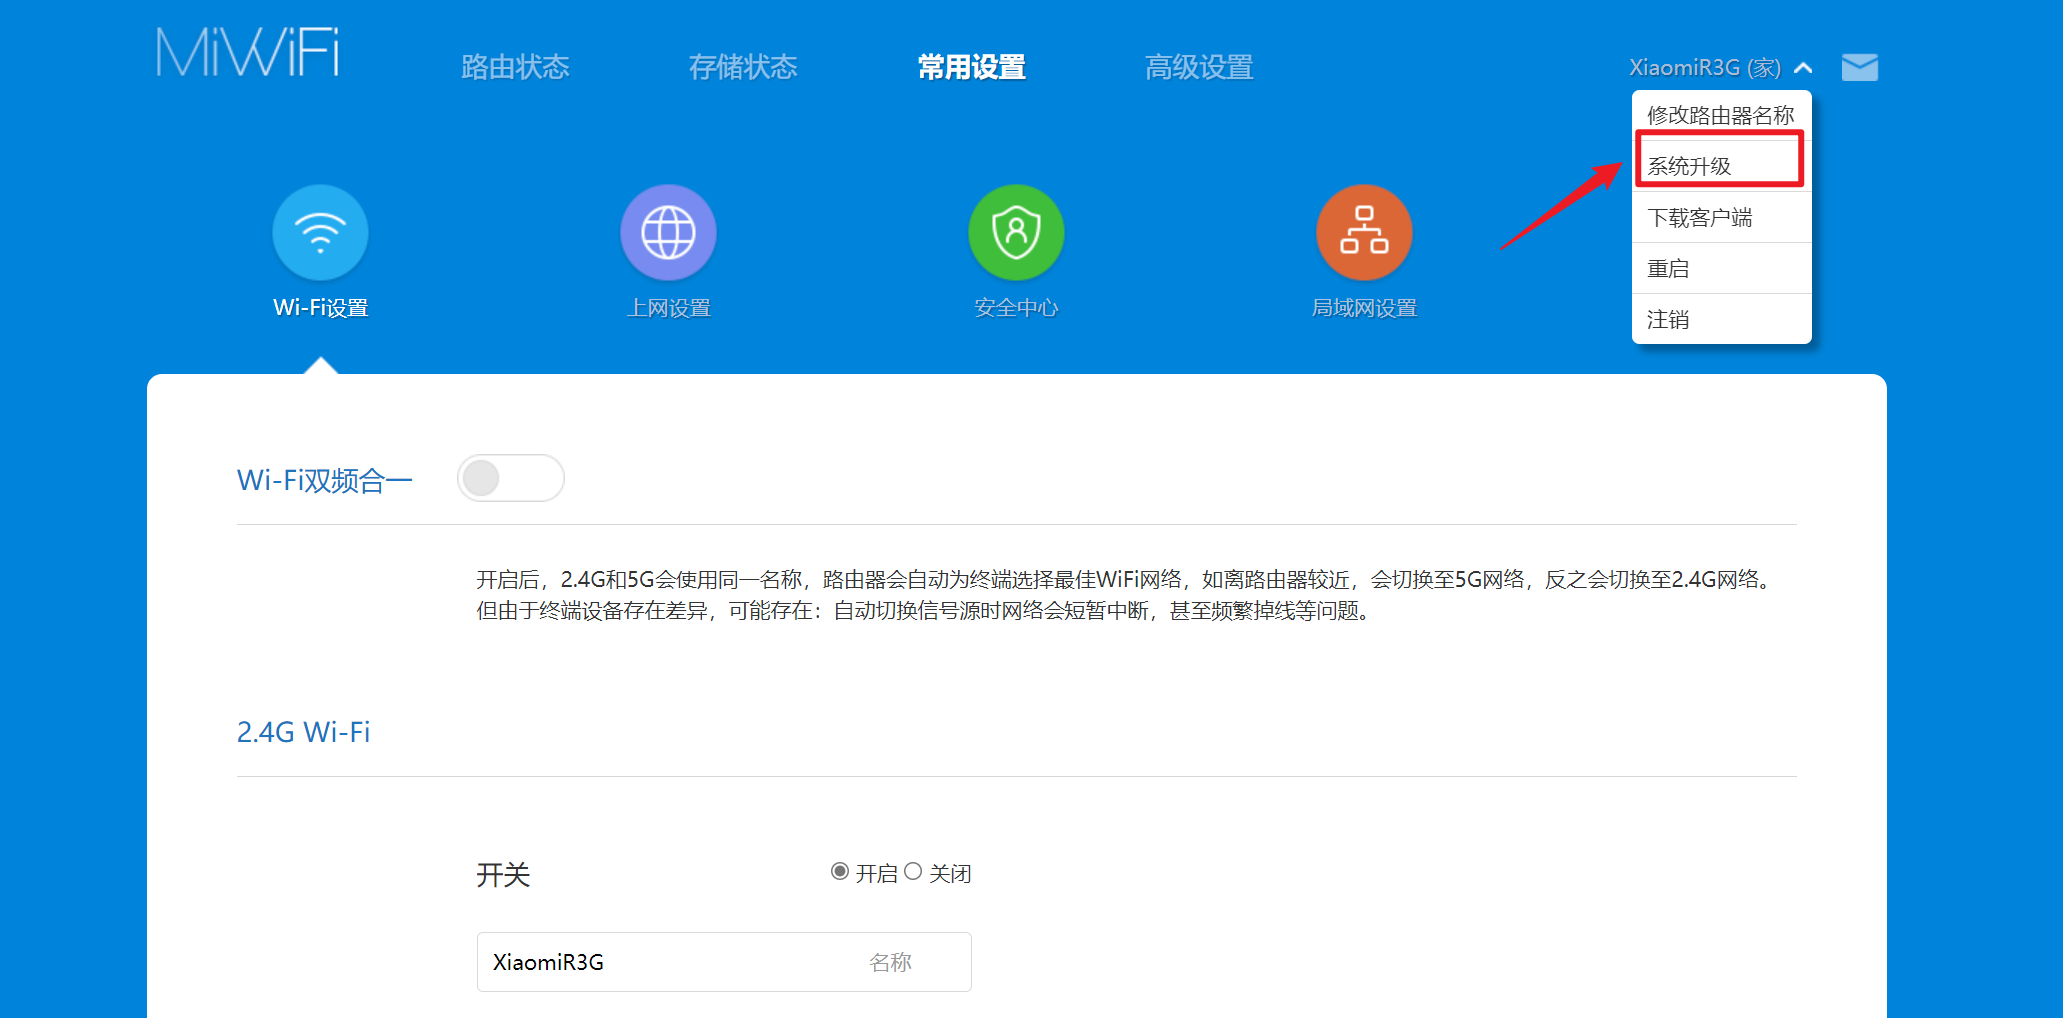 MiWiFi
路由状态
存储状态
常用设置
高级设置
XiaomiR3G (家)
修改路由器名称
系统升级
下载客户端
重启
注销
Wi-Fi设置
上网设置
安全中心
局域网设置
Wi-Fi双频合一
开启后，2.4G和5G会使用同一名称，路由器会自动为终端选择最佳WiFi网络，如离路由器较近，会切换至5G网络，反之会切换至2.4G网络。
但由于终端设备存在差异，可能存在：自动切换信号源时网络会短暂中断，甚至频繁掉线等问题。
2.4G Wi-Fi
开关
开启 关闭
XiaomiR3G 名称